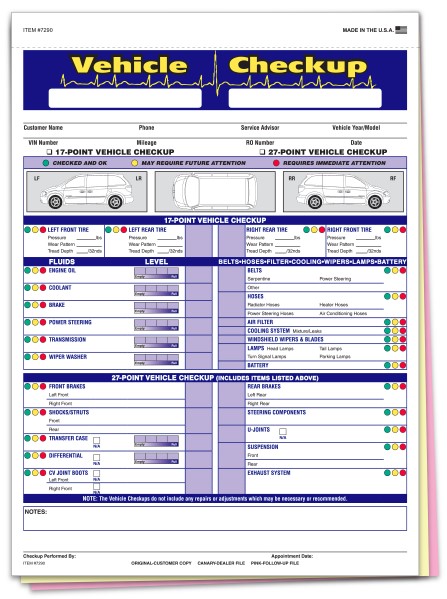 ITEM #7290
MADE IN THE U.S.A.
Vehicle Checkup
Customer Name Phone Service Advisor Vehicle Year/Model
VIN Number Mileage RO Number Date
17-POINT VEHICLE CHECKUP 27-POINT VEHICLE CHECKUP
CHECKED AND OK MAY REQUIRE FUTURE ATTENTION REQUIRES IMMEDIATE ATTENTION
LF LR RR RF
17-POINT VEHICLE CHECKUP
LEFT FRONT TIRE LEFT REAR TIRE RIGHT REAR TIRE RIGHT FRONT TIRE
Pressure lbs Pressure lbs Pressure lbs Pressure lbs
Wear Pattern Wear Pattern Wear Pattern Wear Pattern
Tread Depth /32nds Tread Depth /32nds Tread Depth /32nds Tread Depth /32nds
FLUIDS LEVEL BELTS•HOSES•FILTER•COOLING•WIPERS•LAMPS•BATTERY
ENGINE OIL
Empty Full
COOLANT
Empty Full
BRAKE
Empty Full
POWER STEERING
Empty Full
TRANSMISSION
Empty Full
WIPER WASHER
Empty Full
BELTS
Serpentine Power Steering
Other
HOSES
Radiator Hoses Heater Hoses
Power Steering Hoses Air Conditioning Hoses
AIR FILTER
COOLING SYSTEM Mixture/Leaks
WINDSHIELD WIPERS & BLADES
LAMPS Head Lamps Tail Lamps
Turn Signal Lamps Parking Lamps
BATTERY
27-POINT VEHICLE CHECKUP (INCLUDES ITEMS LISTED ABOVE)
FRONT BRAKES
Left Front
Right Front
SHOCKS/STRUTS
Front
Rear
TRANSFER CASE
N/A
Empty Full
DIFFERENTIAL
N/A
Empty Full
CV JOINT BOOTS
Left Front N/A
Right Front N/A
REAR BRAKES
Left Rear
Right Rear
STEERING COMPONENTS
U-JOINTS
N/A
SUSPENSION
Front
Rear
EXHAUST SYSTEM
NOTE: The Vehicle Checkups do not include any repairs or adjustments which may be necessary or recommended.
NOTES:
Checkup Performed By: Appointment Date:
ITEM #7290 ORIGINAL-CUSTOMER COPY CANARY-DEALER FILE PINK-FOLLOW-UP FILE